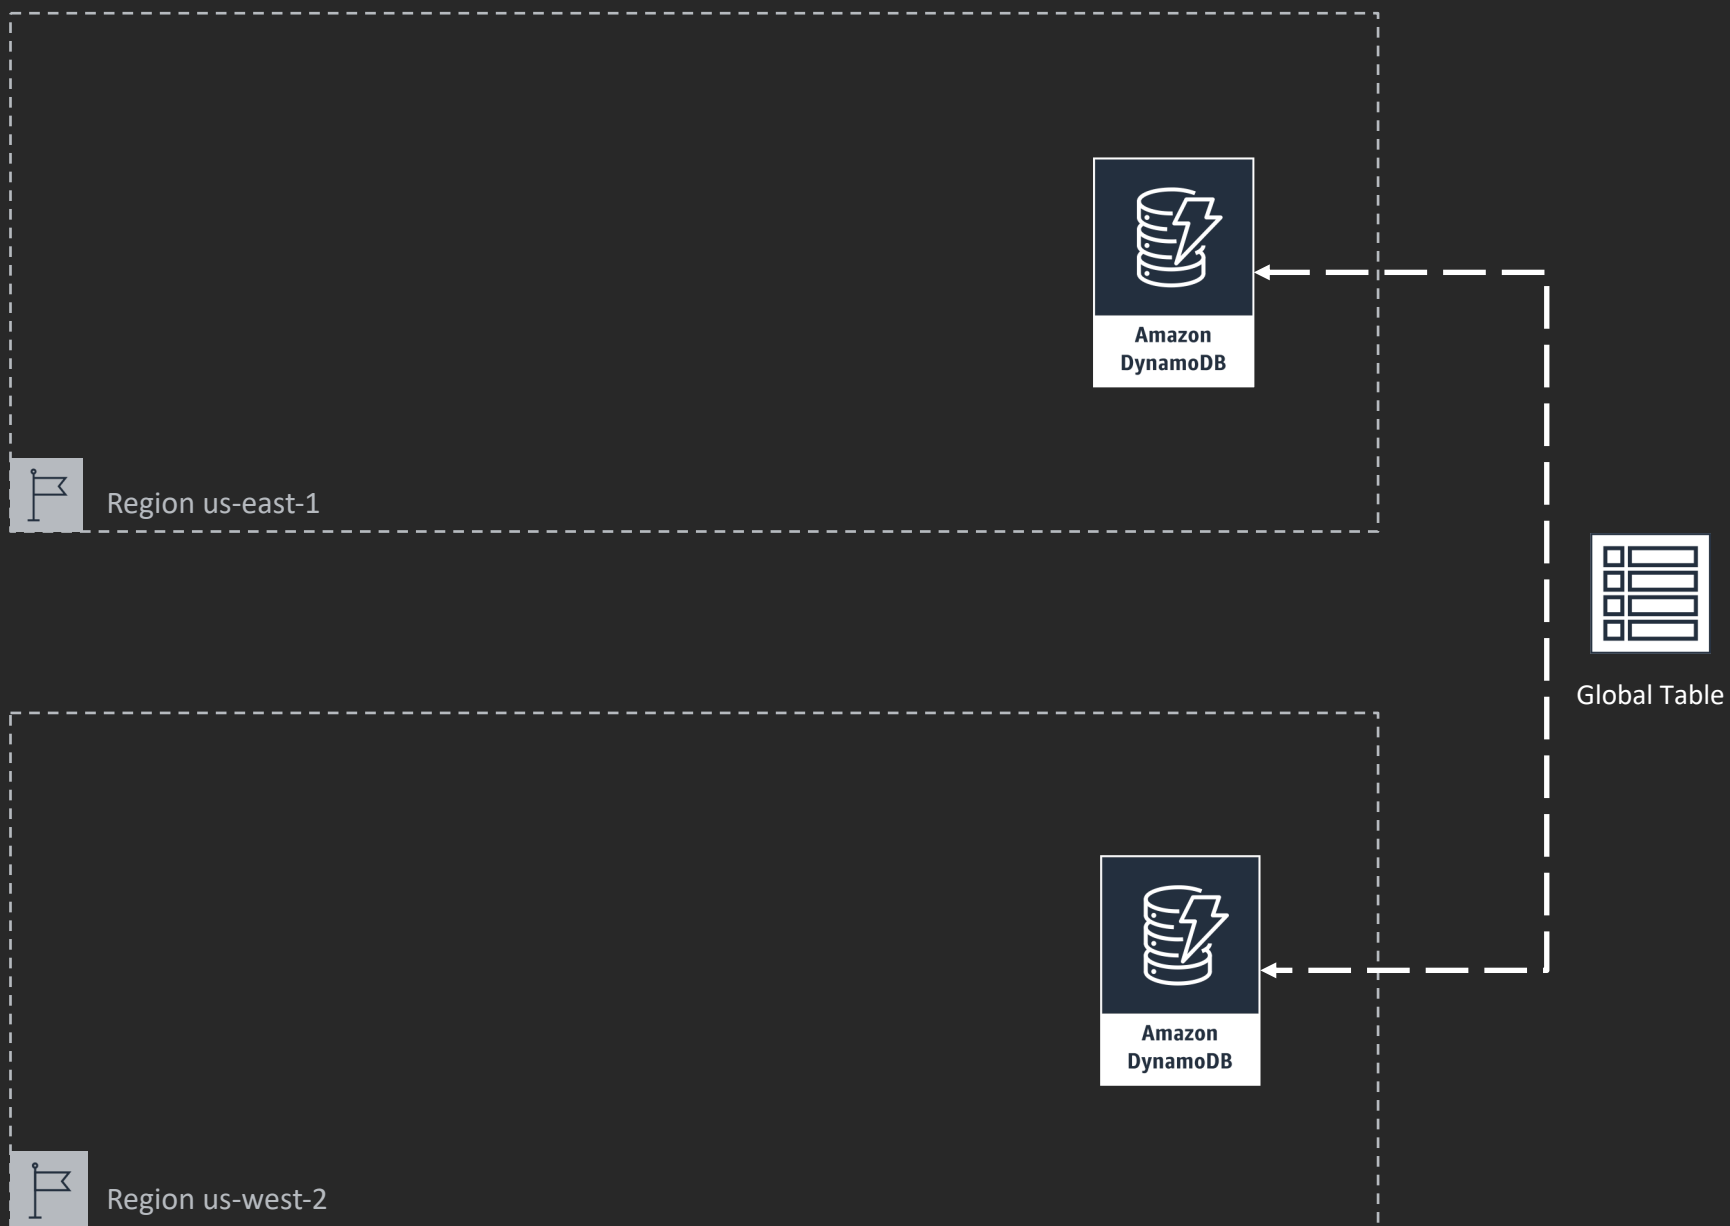 Amazon
DynamoDB
Region us-east-1
Global Table
Amazon
DynamoDB
Region us-west-2